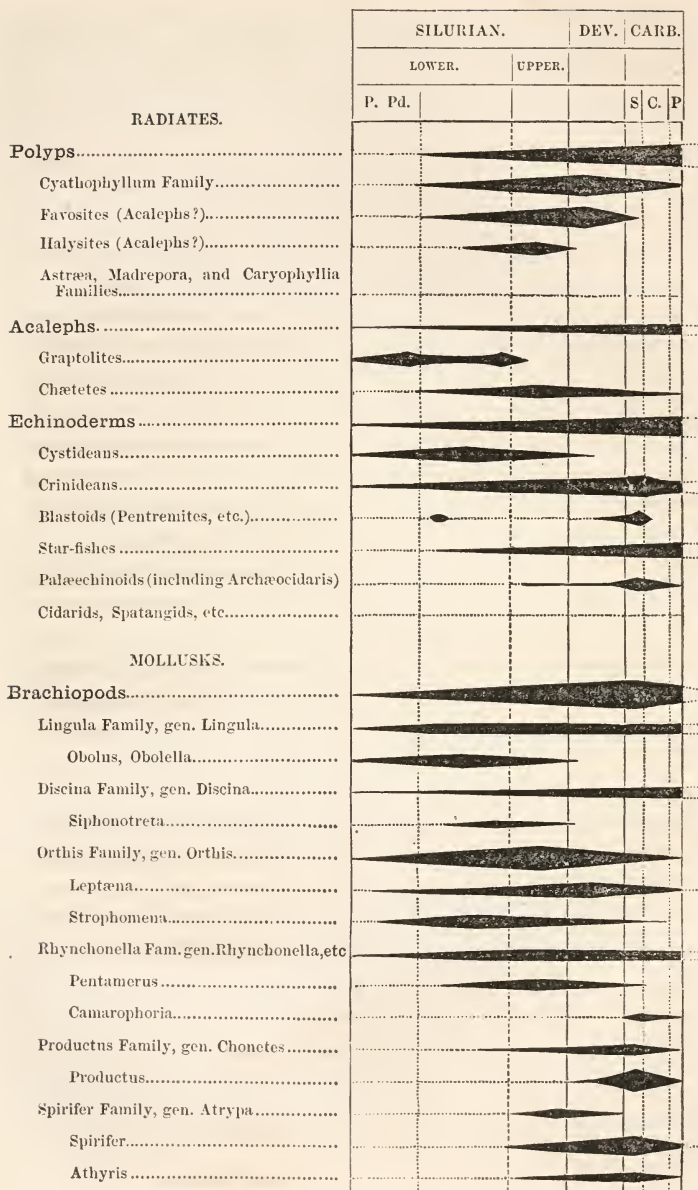 SILURIAN. DEV. CARB.
LOWER. UPPER.
P. Pd. S C. P
RADIATES.
Polyps
Cyathophyllum Family
Favosites (Acalephs?)
Halysites (Acalephs?)
Astræa, Madrepora, and Caryophyllia
Families
Acalephs.
Graptolites
Chætetes
Echinoderms
Cystideans
Crinideans
Blastoids (Pentremites, etc.)
Star-fishes
Palæechinoids (including Archæocidaris)
Cidarids, Spatangids, etc
MOLLUSKS.
Brachiopods
Lingula Family, gen. Lingula
Obolus, Obolella
Discina Family, gen. Discina
Siphonotreta
Orthis Family, gen. Orthis
Leptæna
Strophomena
Rhynchonella Fam. gen. Rhynchonella, etc
Pentamerus
Camarophoria
Productus Family, gen. Chonetes
Productus
Spirifer Family, gen. Atrypa
Spirifer
Athyris